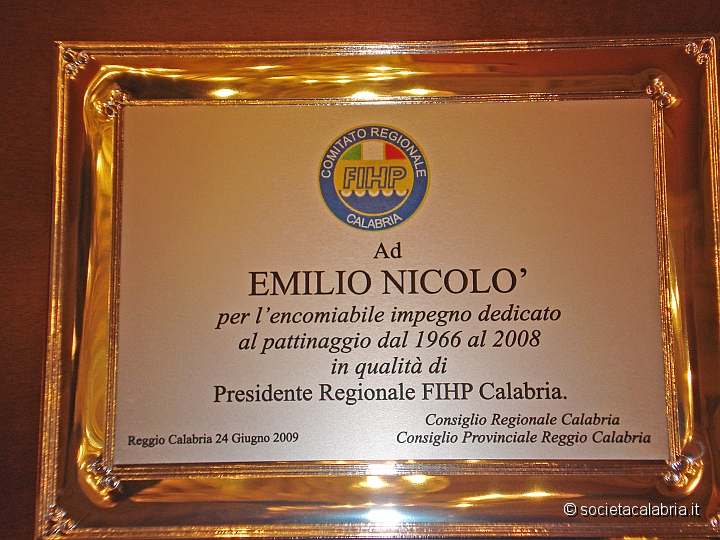 COMITATO REGIONALE
FIHP
CALABRIA
Ad
EMILIO NICOLO’
per l’encomiabile impegno dedicato
al pattinaggio dal 1966 al 2008
in qualità di
Presidente Regionale FIHP Calabria.
Consiglio Regionale Calabria
Reggio Calabria 24 Giugno 2009
Consiglio Provinciale Reggio Calabria
© societacalabria.it